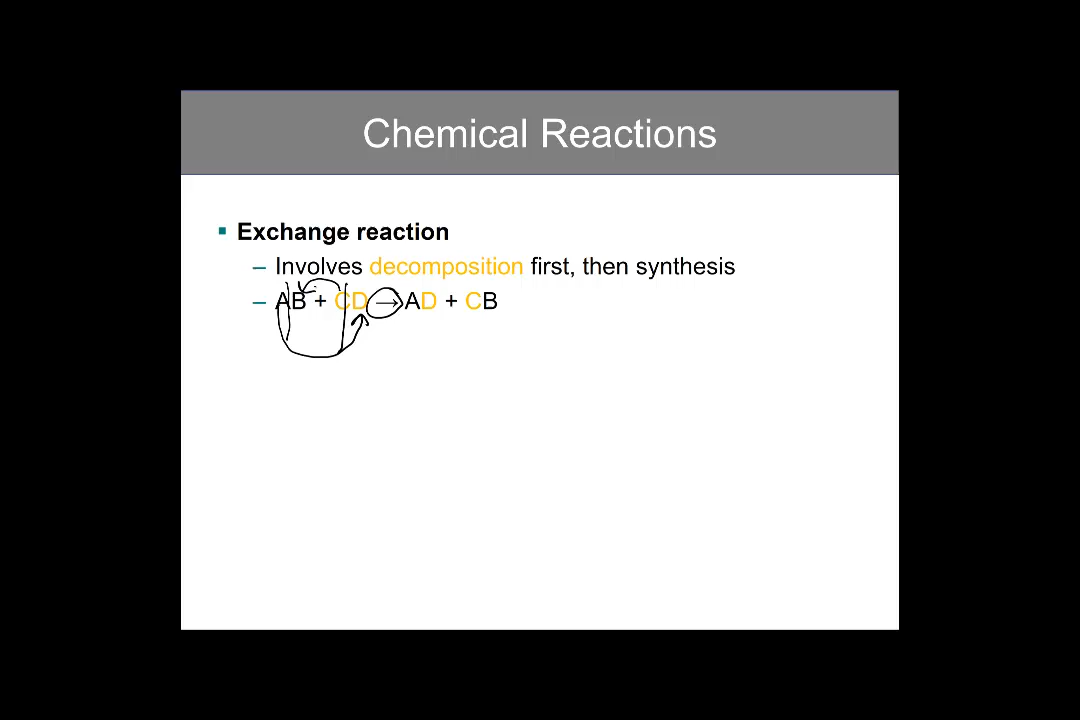 Chemical Reactions
▪ Exchange reaction
– Involves decomposition first, then synthesis
– AB + CD → AD + CB